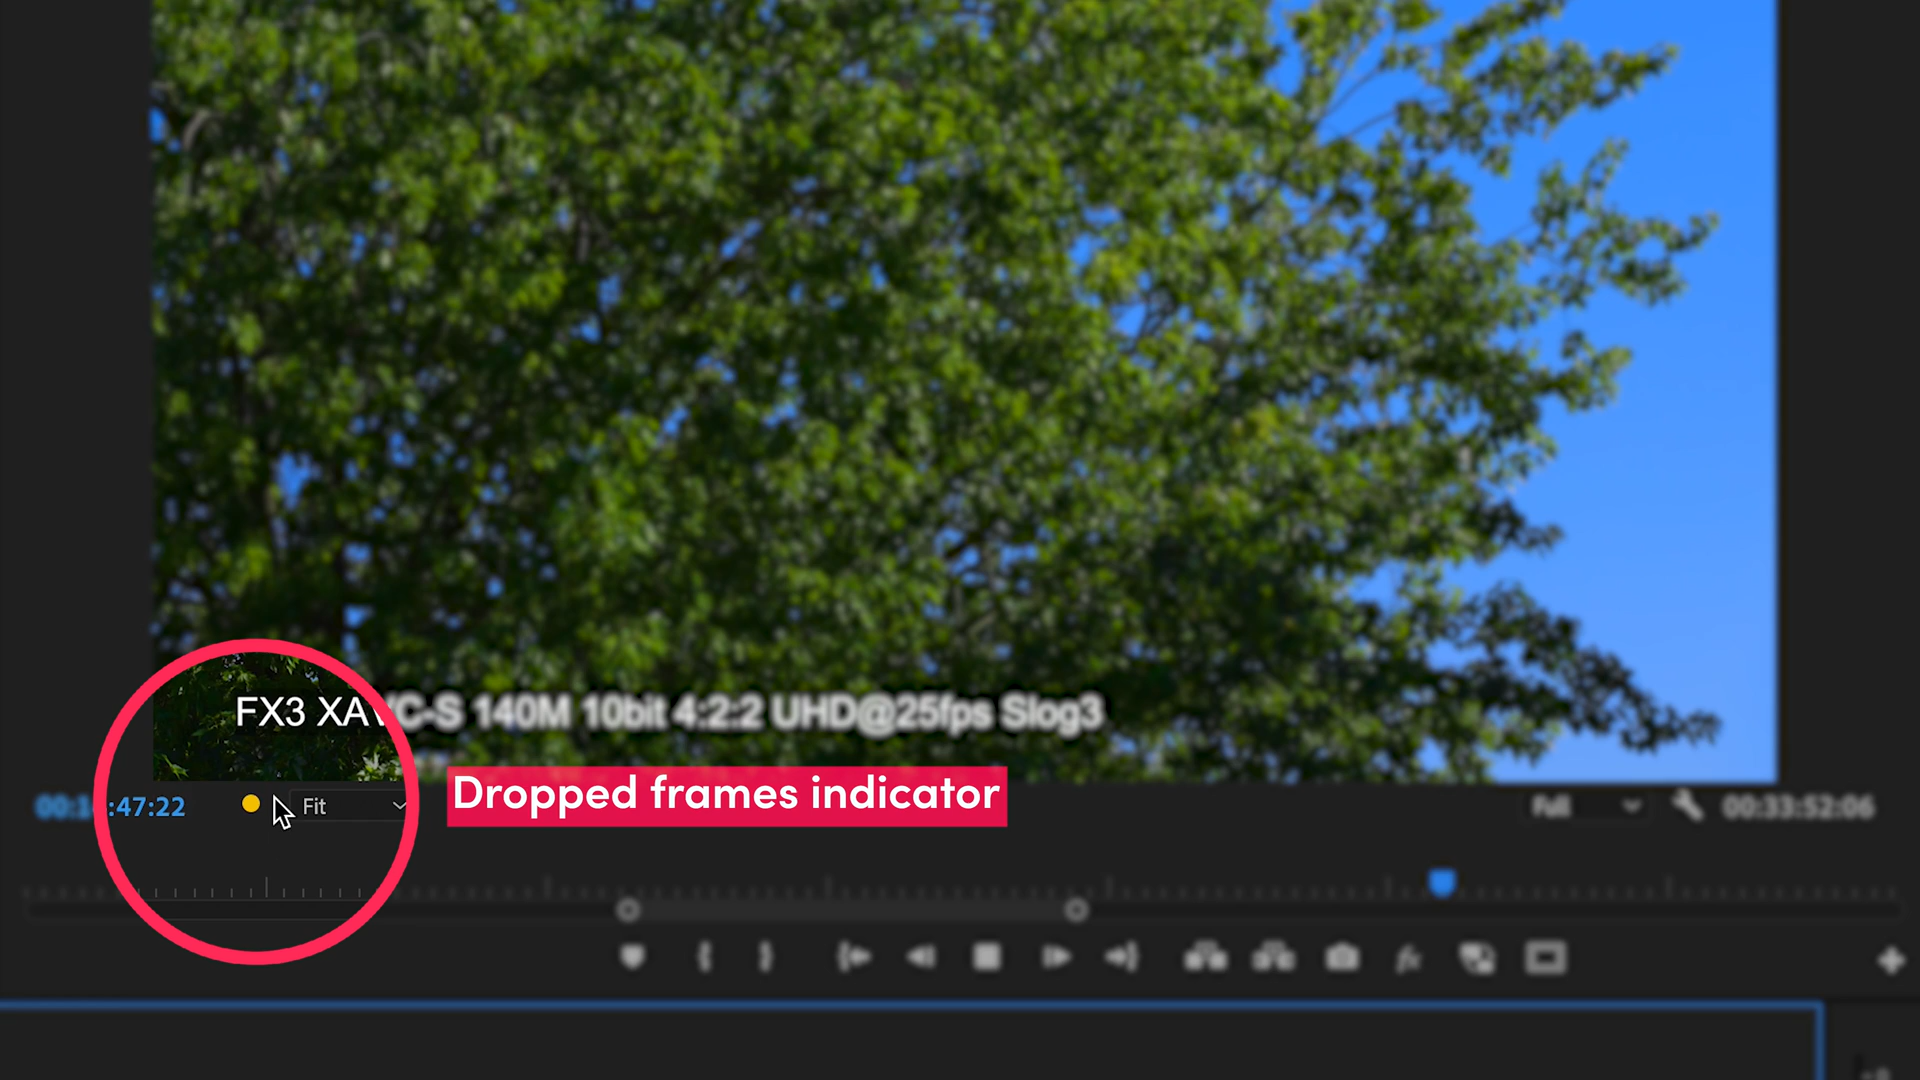 FX3 XAVC-S 140M 10bit 4:2:2 UHD@25fps Slog3
Dropped frames indicator
:47:22
Fit
Full
00:33:52:06
fx